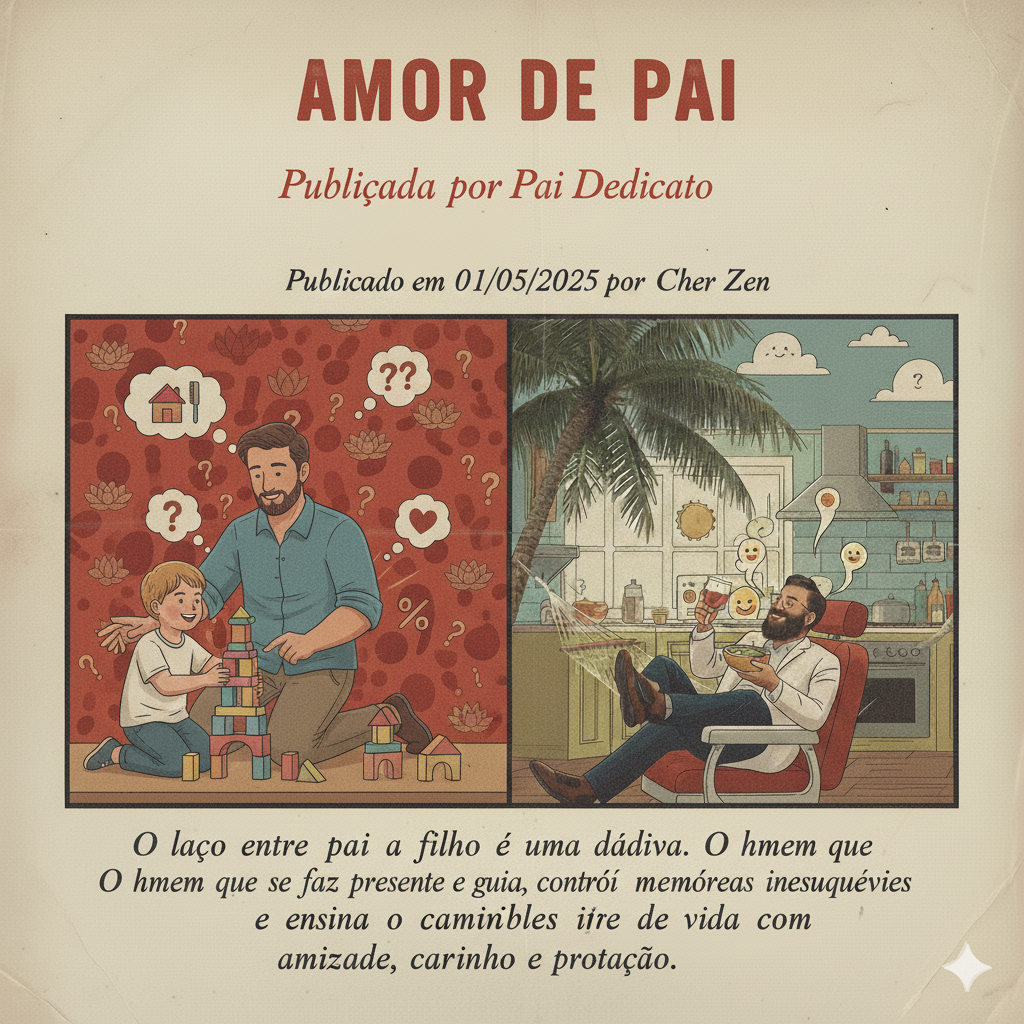 AMOR DE PAI
Publiçada por Pai Dedicato
Publicado em 01/05/2025 por Cher Zen
?
??
?
?
%
O laço entre pai a filho é uma dádiva. O hmem que
O hmem que se faz presente e guia, contróí memóreas inesuquévies
e ensina o camiñbles iire de vida com
amizade, carinho e protação.